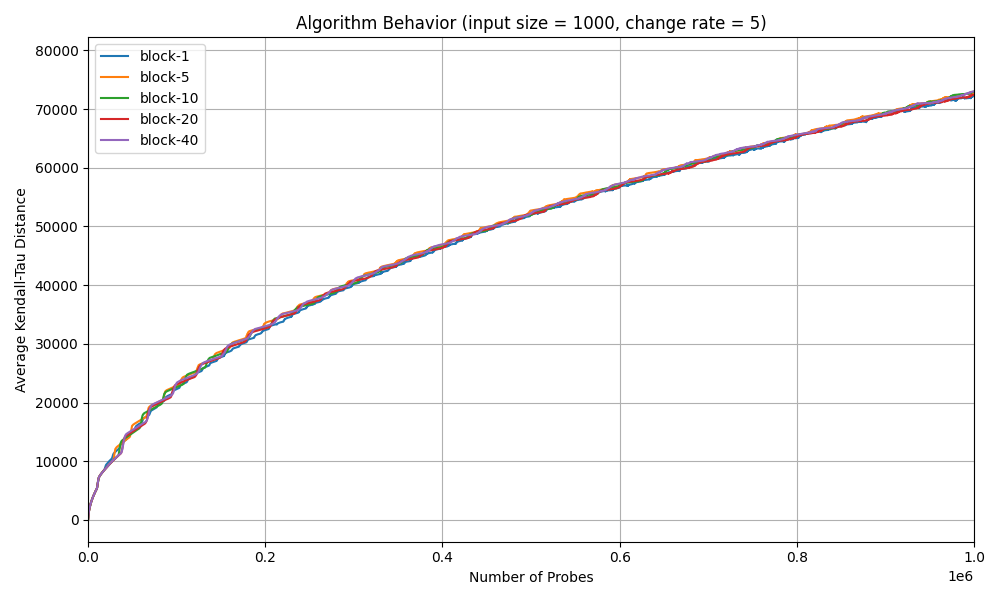 Algorithm Behavior (input size = 1000, change rate = 5)
block-1
block-5
block-10
block-20
block-40
Average Kendall-Tau Distance
80000
70000
60000
50000
40000
30000
20000
10000
0
0.0 0.2 0.4 0.6 0.8 1.0
1e6
Number of Probes